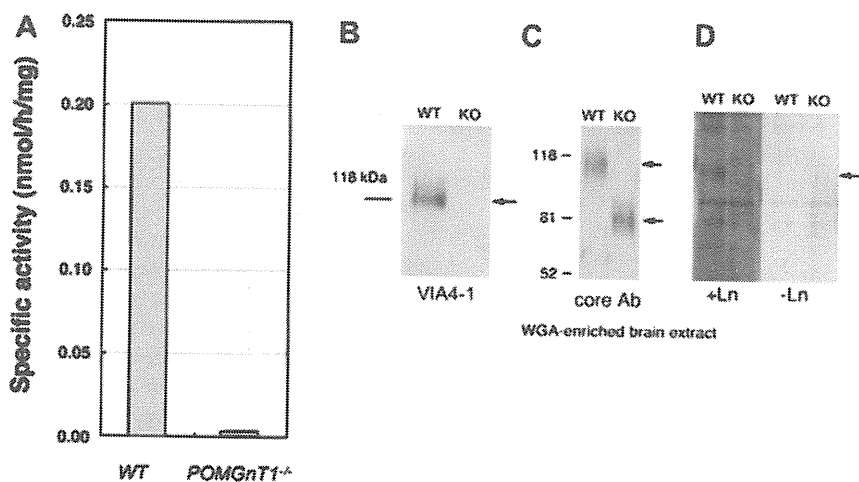 A
Specific activity (nmol/h/mg)
0.25
0.20
0.15
0.10
0.05
0.00
WT POMGnT1-/-
B
WT KO
118 kDa
VIA4-1
C
WT KO
118
81
52
core Ab
D
WT KO WT KO
+Ln -Ln
WGA-enriched brain extract